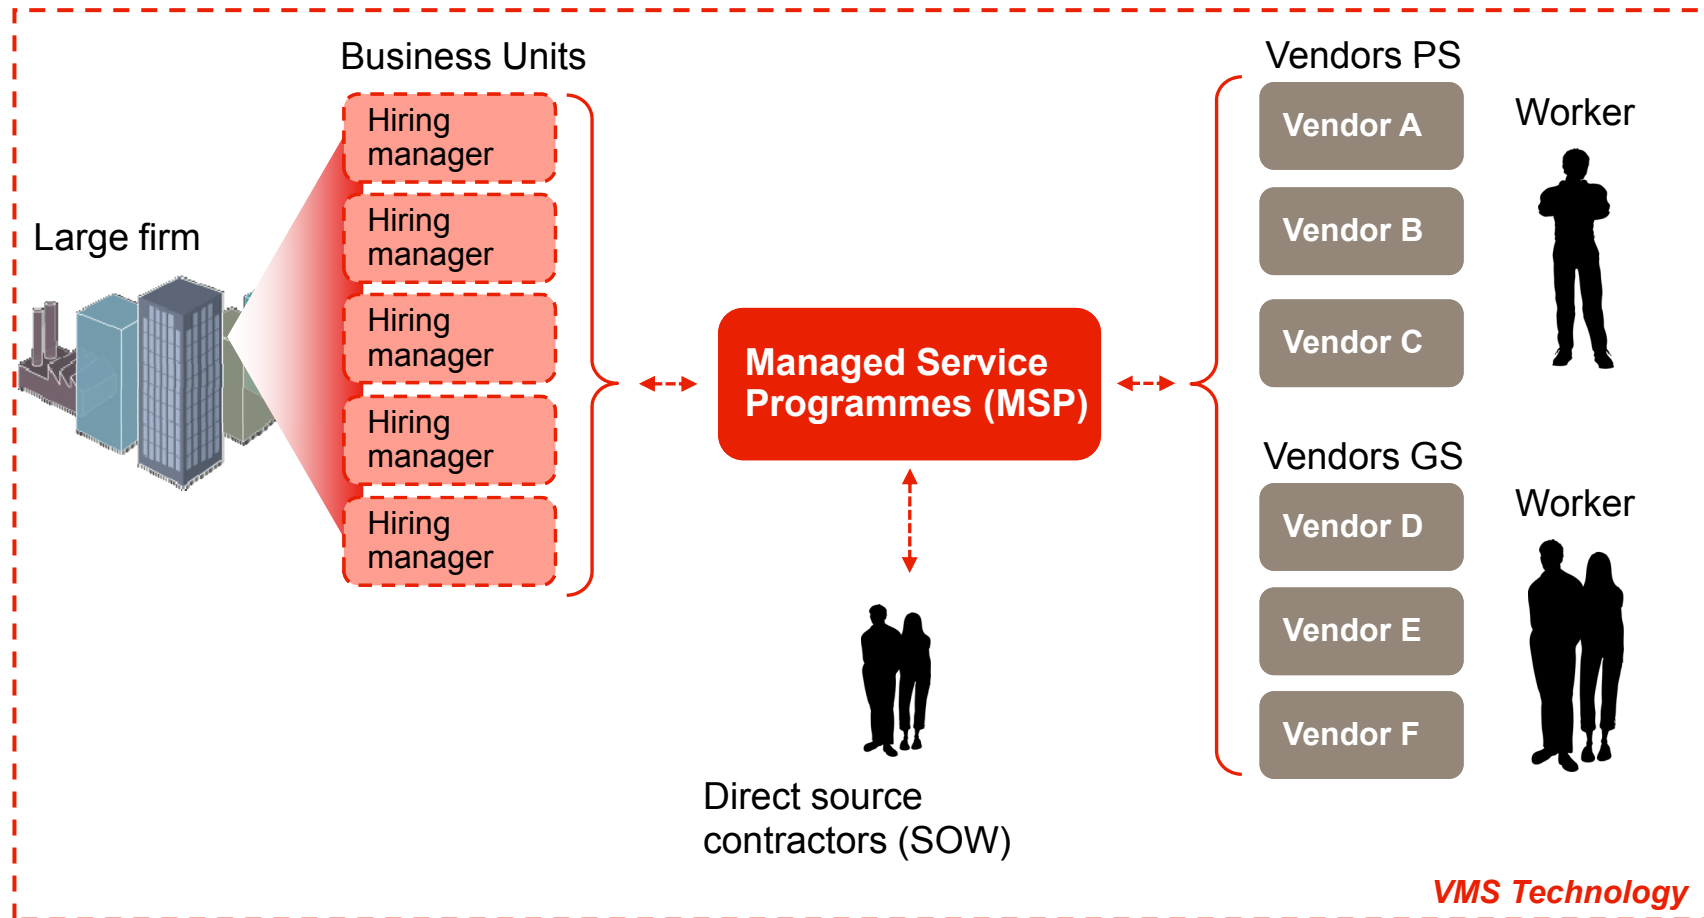 Large firm
Business Units
Hiring
manager
Hiring
manager
Hiring
manager
Hiring
manager
Hiring
manager
Managed Service
Programmes (MSP)
Direct source
contractors (SOW)
Vendors PS
Vendor A
Vendor B
Vendor C
Worker
Vendors GS
Vendor D
Vendor E
Vendor F
Worker
VMS Technology